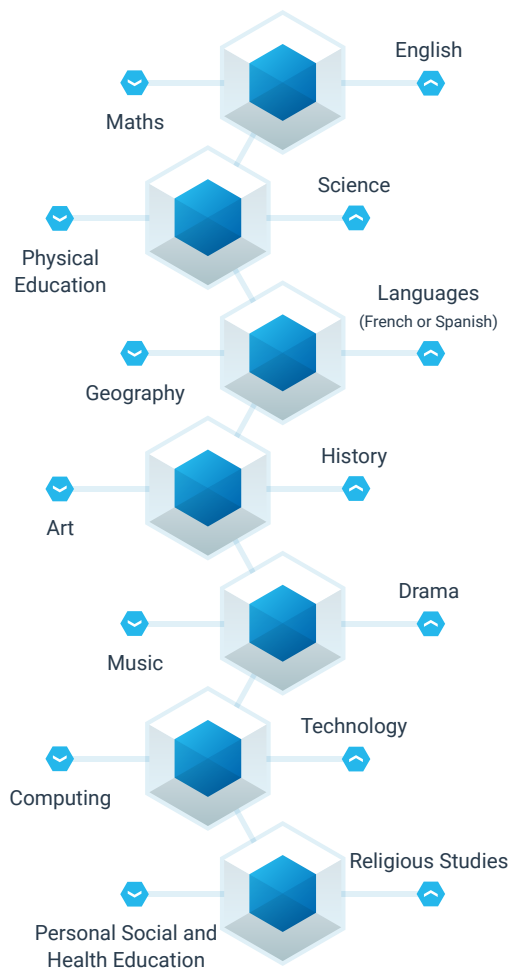 English
Maths
Science
Physical
Education
Languages
(French or Spanish)
Geography
History
Art
Drama
Music
Technology
Computing
Religious Studies
Personal Social and
Health Education